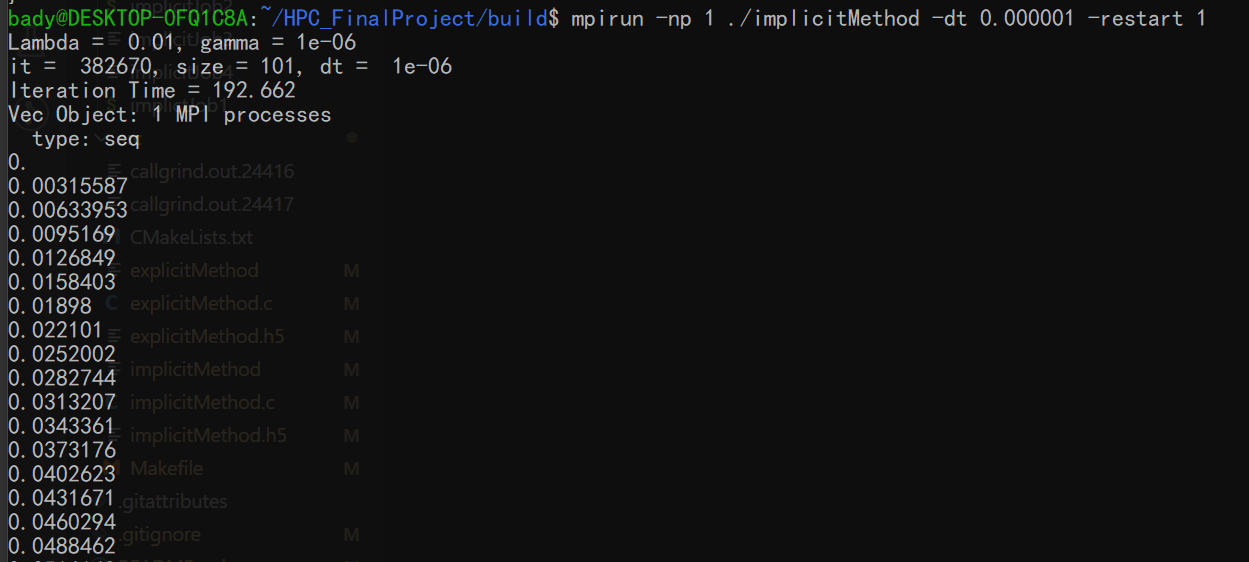 bady@DESKTOP-OFQ1C8A:~/HPC_FinalProject/build$ mpirun -np 1 ./implicitMethod -dt 0.000001 -restart 1
Lambda =  0.01, gamma = 1e-06
it =  382670, size = 101, dt =  1e-06
Iteration Time = 192.662
Vec Object: 1 MPI processes
  type: seq
0.
0.00315587
0.00633953
0.0095169
0.0126849
0.0158403
0.01898
0.022101
0.0252002
0.0282744
0.0313207
0.0343361
0.0373176
0.0402623
0.0431671
0.0460294
0.0488462
implicitJob4
implictJob1
callgrind.out.24416
callgrind.out.24417
CMakeLists.txt
explicitMethod M
explicitMethod.c M
explicitMethod.h5 M
implicitMethod M
implicitMethod.c M
implicitMethod.h5 M
Makefile M
.gitattributes
.gitignore M